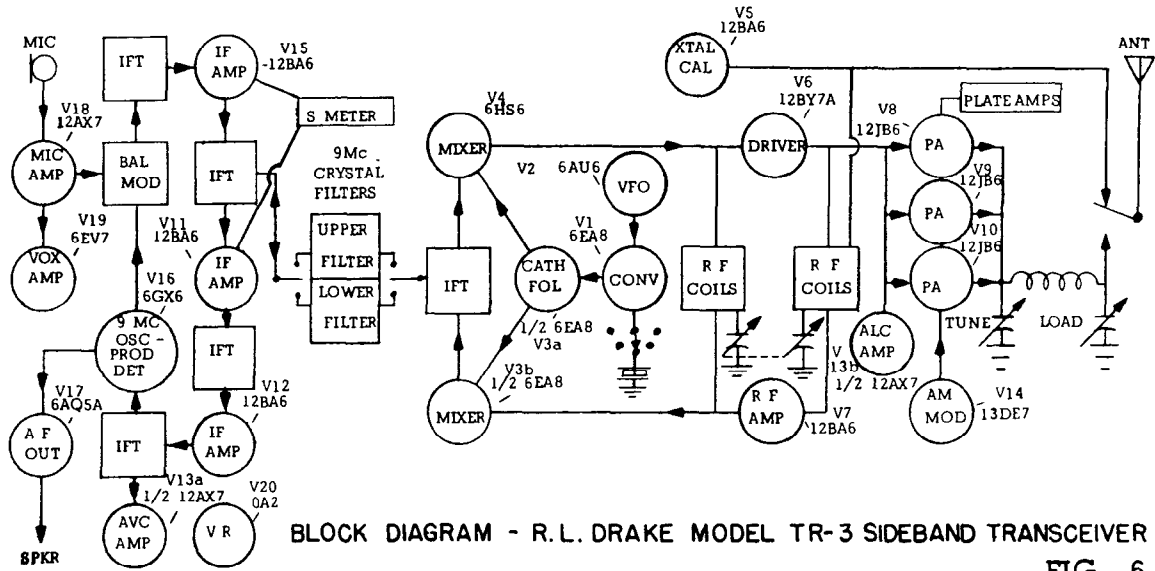 MIC
V18
12AX7
MIC
AMP
V19
6EV7
VOX
AMP
IFT
BAL
MOD
IF
AMP
V15
-12BA6
S METER
IFT
V11
12BA6
IF
AMP
V16
6GX6
9 MC
OSC -
PROD
DET
V17
6AQ5A
A F
OUT
SPKR
IFT
V12
12BA6
IF
AMP
IFT
V13a
1/2 12AX7
AVC
AMP
V20
0A2
V R
9Mc
CRYSTAL
FILTERS
UPPER
FILTER
LOWER
FILTER
V4
6HS6
MIXER
IFT
V2
6AU6
VFO
V1
6EA8
CONV
CATH
FOL
1/2 6EA8
V3a
V3b
1/2 6EA8
MIXER
V5
12BA6
XTAL
CAL
V6
12BY7A
DRIVER
R F
COILS
R F
COILS
R F
AMP
V7
12BA6
V
13b
1/2 12AX7
ALC
AMP
V8
12JB6
PA
PLATE AMPS
V9
12JB6
PA
V10
12JB6
PA
TUNE
LOAD
AM
MOD
V14
13DE7
ANT
BLOCK DIAGRAM - R.L. DRAKE MODEL TR-3 SIDEBAND TRANSCEIVER
FIG. 6